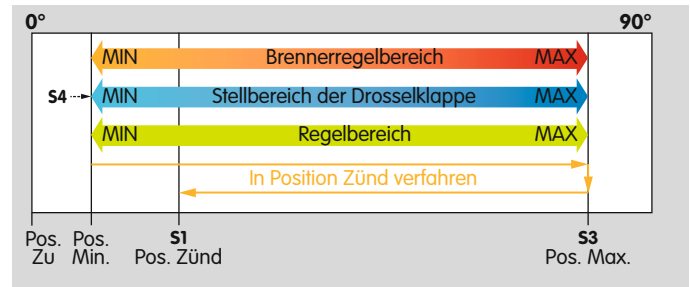 0° 90°
MIN Brennerregelbereich MAX
S4 MIN Stellbereich der Drosselklappe MAX
MIN Regelbereich MAX
In Position Zünd verfahren
Pos. Pos. S1 S3
Zu Min. Pos. Zünd Pos. Max.